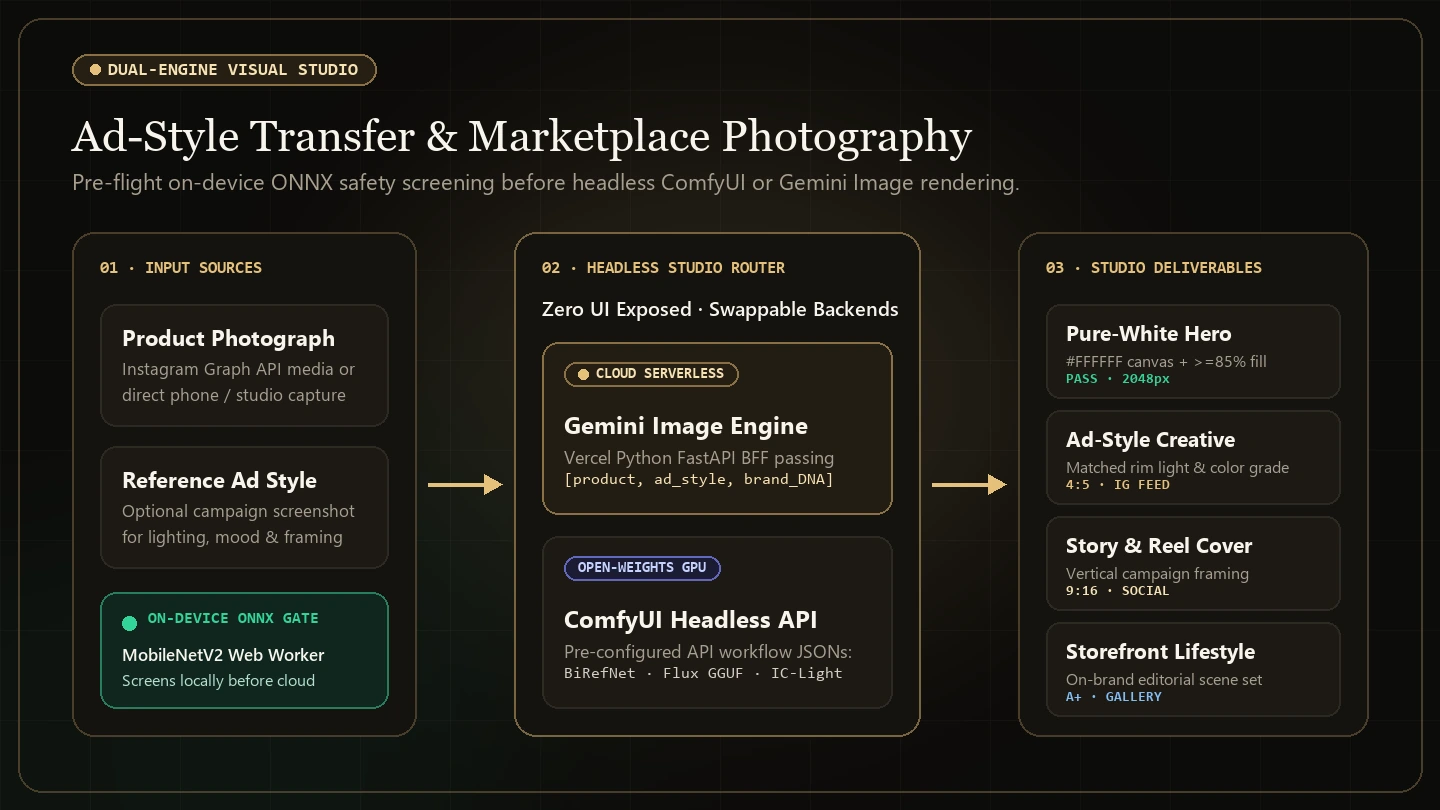 DUAL-ENGINE VISUAL STUDIO
Ad-Style Transfer & Marketplace Photography
Pre-flight on-device ONNX safety screening before headless ComfyUI or Gemini Image rendering.
01 · INPUT SOURCES
Product Photograph
Instagram Graph API media or
direct phone / studio capture
Reference Ad Style
Optional campaign screenshot
for lighting, mood & framing
ON-DEVICE ONNX GATE
MobileNetV2 Web Worker
Screens locally before cloud
02 · HEADLESS STUDIO ROUTER
Zero UI Exposed · Swappable Backends
CLOUD SERVERLESS
Gemini Image Engine
Vercel Python FastAPI BFF passing
[product, ad_style, brand_DNA]
OPEN-WEIGHTS GPU
ComfyUI Headless API
Pre-configured API workflow JSONs:
BiRefNet · Flux GGUF · IC-Light
03 · STUDIO DELIVERABLES
Pure-White Hero
#FFFFFF canvas + >=85% fill
PASS · 2048px
Ad-Style Creative
Matched rim light & color grade
4:5 · IG FEED
Story & Reel Cover
Vertical campaign framing
9:16 · SOCIAL
Storefront Lifestyle
On-brand editorial scene set
A+ · GALLERY